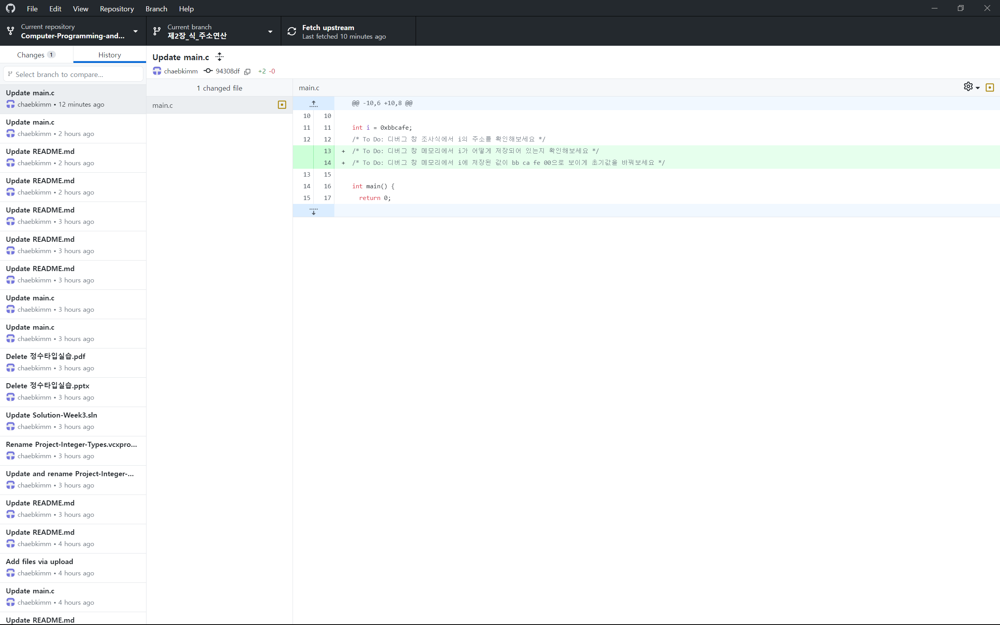 File Edit View Repository Branch Help
Current repository
Computer-Programming-and...
Current branch
제2장_식_주소연산
Fetch upstream
Last fetched 10 minutes ago
Changes 1
History
Select branch to compare...
Update main.c
chaebkimm • 12 minutes ago
Update main.c
chaebkimm • 2 hours ago
Update README.md
chaebkimm • 2 hours ago
Update README.md
chaebkimm • 2 hours ago
Update README.md
chaebkimm • 3 hours ago
Update README.md
chaebkimm • 3 hours ago
Update README.md
chaebkimm • 3 hours ago
Update main.c
chaebkimm • 3 hours ago
Update main.c
chaebkimm • 3 hours ago
Delete 정수타입실습.pdf
chaebkimm • 3 hours ago
Delete 정수타입실습.pptx
chaebkimm • 3 hours ago
Update Solution-Week3.sln
chaebkimm • 3 hours ago
Rename Project-Integer-Types.vcxpro...
chaebkimm • 3 hours ago
Update and rename Project-Integer-...
chaebkimm • 3 hours ago
Update README.md
chaebkimm • 3 hours ago
Update README.md
chaebkimm • 4 hours ago
Add files via upload
chaebkimm • 4 hours ago
Update main.c
chaebkimm • 4 hours ago
Update README.md
Update main.c
chaebkimm 94308df +2 -0
1 changed file
main.c
main.c
@@ -10,6 +10,8 @@
10 10
11 11 int i = 0xbbcafe;
12 12 /* To Do: 디버그 창 조사식에서 i의 주소를 확인해보세요 */
13 + /* To Do: 디버그 창 메모리에서 i가 어떻게 저장되어 있는지 확인해보세요 */
14 + /* To Do: 디버그 창 메모리에서 i에 저장된 값이 bb ca fe 00으로 보이게 초기값을 바꿔보세요 */
13 15
14 16 int main() {
15 17 return 0;